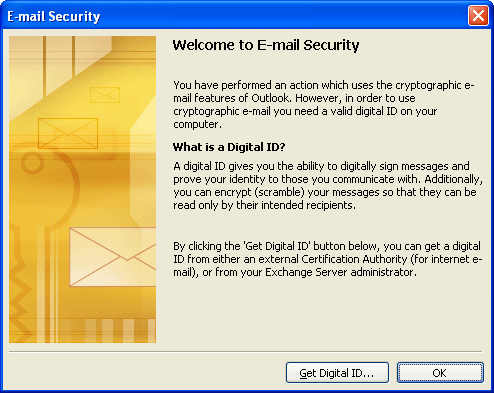 E-mail Security
Welcome to E-mail Security
You have performed an action which uses the cryptographic e-
mail features of Outlook. However, in order to use
cryptographic e-mail you need a valid digital ID on your
computer.
What is a Digital ID?
A digital ID gives you the ability to digitally sign messages and
prove your identity to those you communicate with. Additionally,
you can encrypt (scramble) your messages so that they can be
read only by their intended recipients.
By clicking the 'Get Digital ID' button below, you can get a digital
ID from either an external Certification Authority (for internet e-
mail), or from your Exchange Server administrator.
Get Digital ID... OK